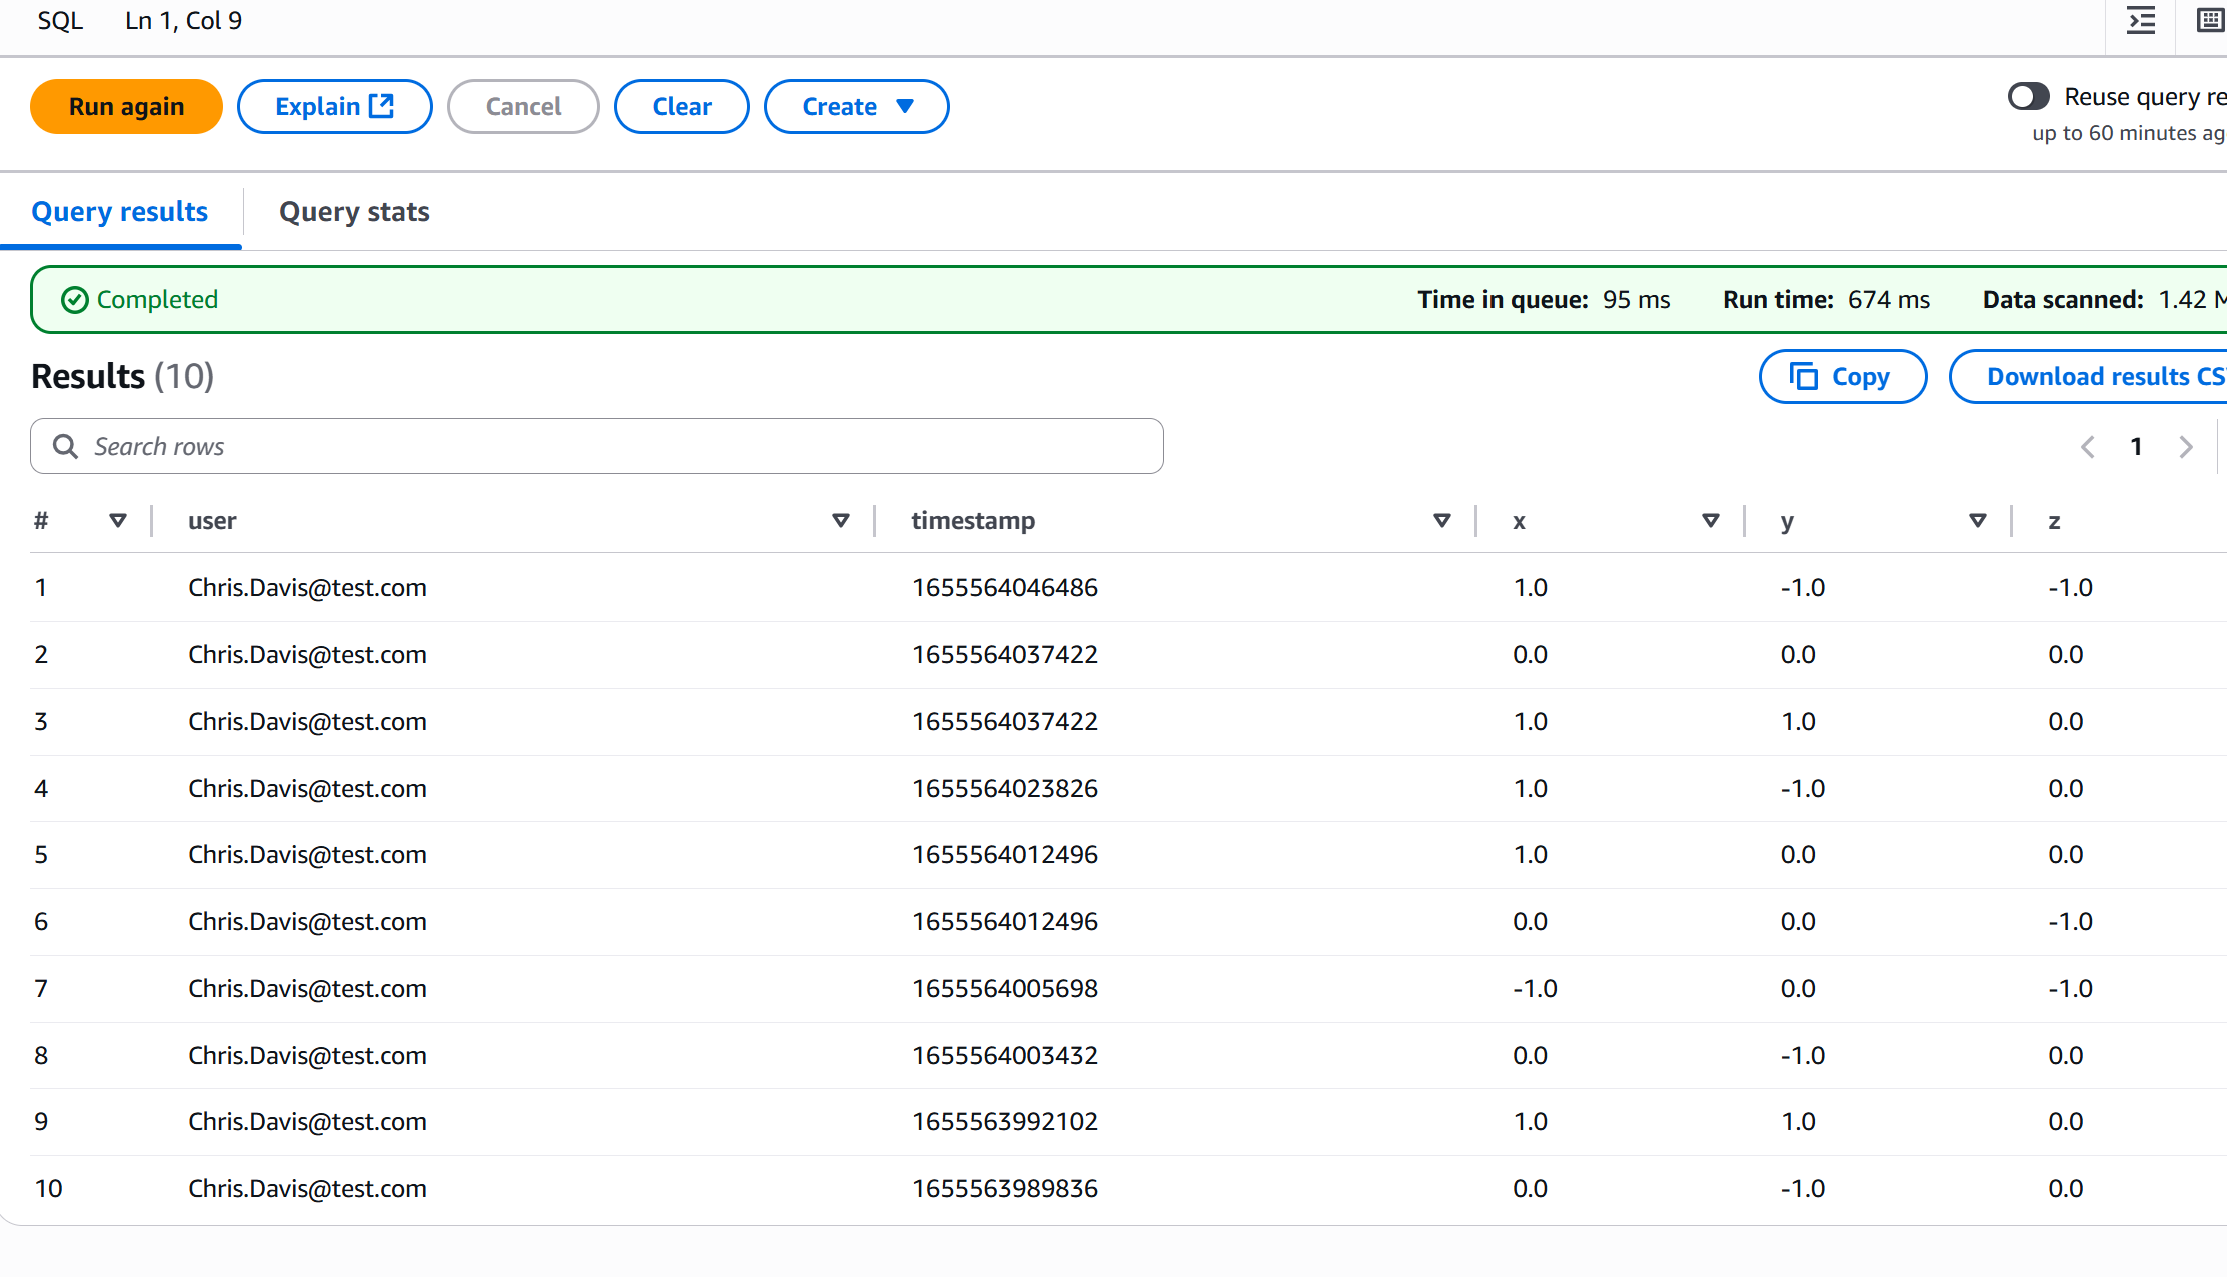 SQL Ln 1, Col 9
Run again Explain Cancel Clear Create Reuse query re
up to 60 minutes ag
Query results Query stats
Completed Time in queue: 95 ms Run time: 674 ms Data scanned: 1.42 M
Results (10) Copy Download results CS
Search rows 1
# user timestamp x y z
1 Chris.Davis@test.com 1655564046486 1.0 -1.0 -1.0
2 Chris.Davis@test.com 1655564037422 0.0 0.0 0.0
3 Chris.Davis@test.com 1655564037422 1.0 1.0 0.0
4 Chris.Davis@test.com 1655564023826 1.0 -1.0 0.0
5 Chris.Davis@test.com 1655564012496 1.0 0.0 0.0
6 Chris.Davis@test.com 1655564012496 0.0 0.0 -1.0
7 Chris.Davis@test.com 1655564005698 -1.0 0.0 -1.0
8 Chris.Davis@test.com 1655564003432 0.0 -1.0 0.0
9 Chris.Davis@test.com 1655563992102 1.0 1.0 0.0
10 Chris.Davis@test.com 1655563989836 0.0 -1.0 0.0